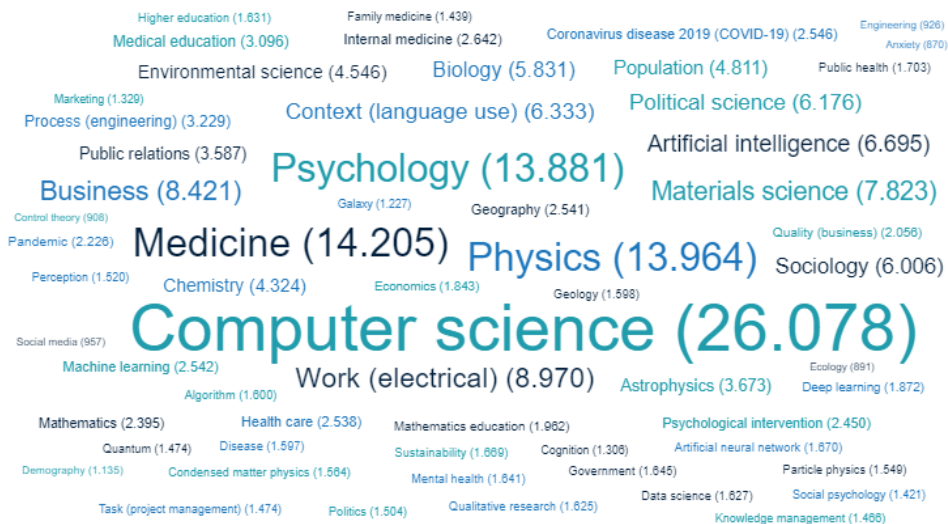 Higher education (1.631)
Family medicine (1.439)
Engineering (926)
Medical education (3.096)
Internal medicine (2.642)
Coronavirus disease 2019 (COVID-19) (2.546)
Anxiety (870)
Environmental science (4.546)
Biology (5.831)
Population (4.811)
Public health (1.703)
Marketing (1.329)
Context (language use) (6.333)
Political science (6.176)
Process (engineering) (3.229)
Public relations (3.587)
Psychology (13.881)
Artificial intelligence (6.695)
Business (8.421)
Materials science (7.823)
Galaxy (1.227)
Geography (2.541)
Control theory (908)
Pandemic (2.226)
Medicine (14.205)
Physics (13.964)
Quality (business) (2.056)
Sociology (6.006)
Perception (1.520)
Chemistry (4.324)
Economics (1.843)
Geology (1.598)
Computer science (26.078)
Social media (957)
Machine learning (2.542)
Work (electrical) (8.970)
Ecology (891)
Astrophysics (3.673)
Deep learning (1.872)
Algorithm (1.600)
Mathematics (2.395)
Health care (2.538)
Mathematics education (1.962)
Psychological intervention (2.450)
Quantum (1.474)
Disease (1.597)
Sustainability (1.669)
Cognition (1.306)
Artificial neural network (1.670)
Demography (1.135)
Condensed matter physics (1.564)
Mental health (1.641)
Government (1.645)
Particle physics (1.549)
Data science (1.627)
Social psychology (1.421)
Task (project management) (1.474)
Politics (1.504)
Qualitative research (1.625)
Knowledge management (1.466)